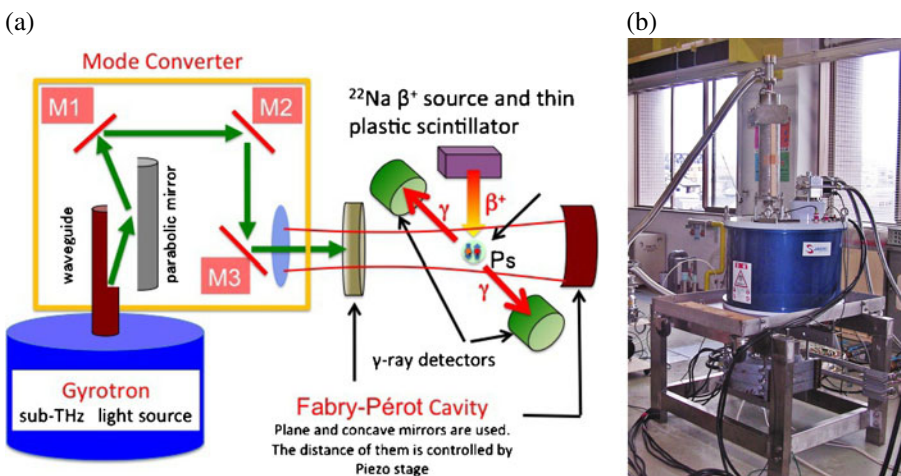 (a)
(b)
Mode Converter
M1
M2
M3
waveguide
parabolic mirror
²²Na β⁺ source and thin
plastic scintillator
β⁺
γ
Ps
γ
γ-ray detectors
Gyrotron
sub-THz light source
Fabry-Pérot Cavity
Plane and concave mirrors are used.
The distance of them is controlled by
Piezo stage